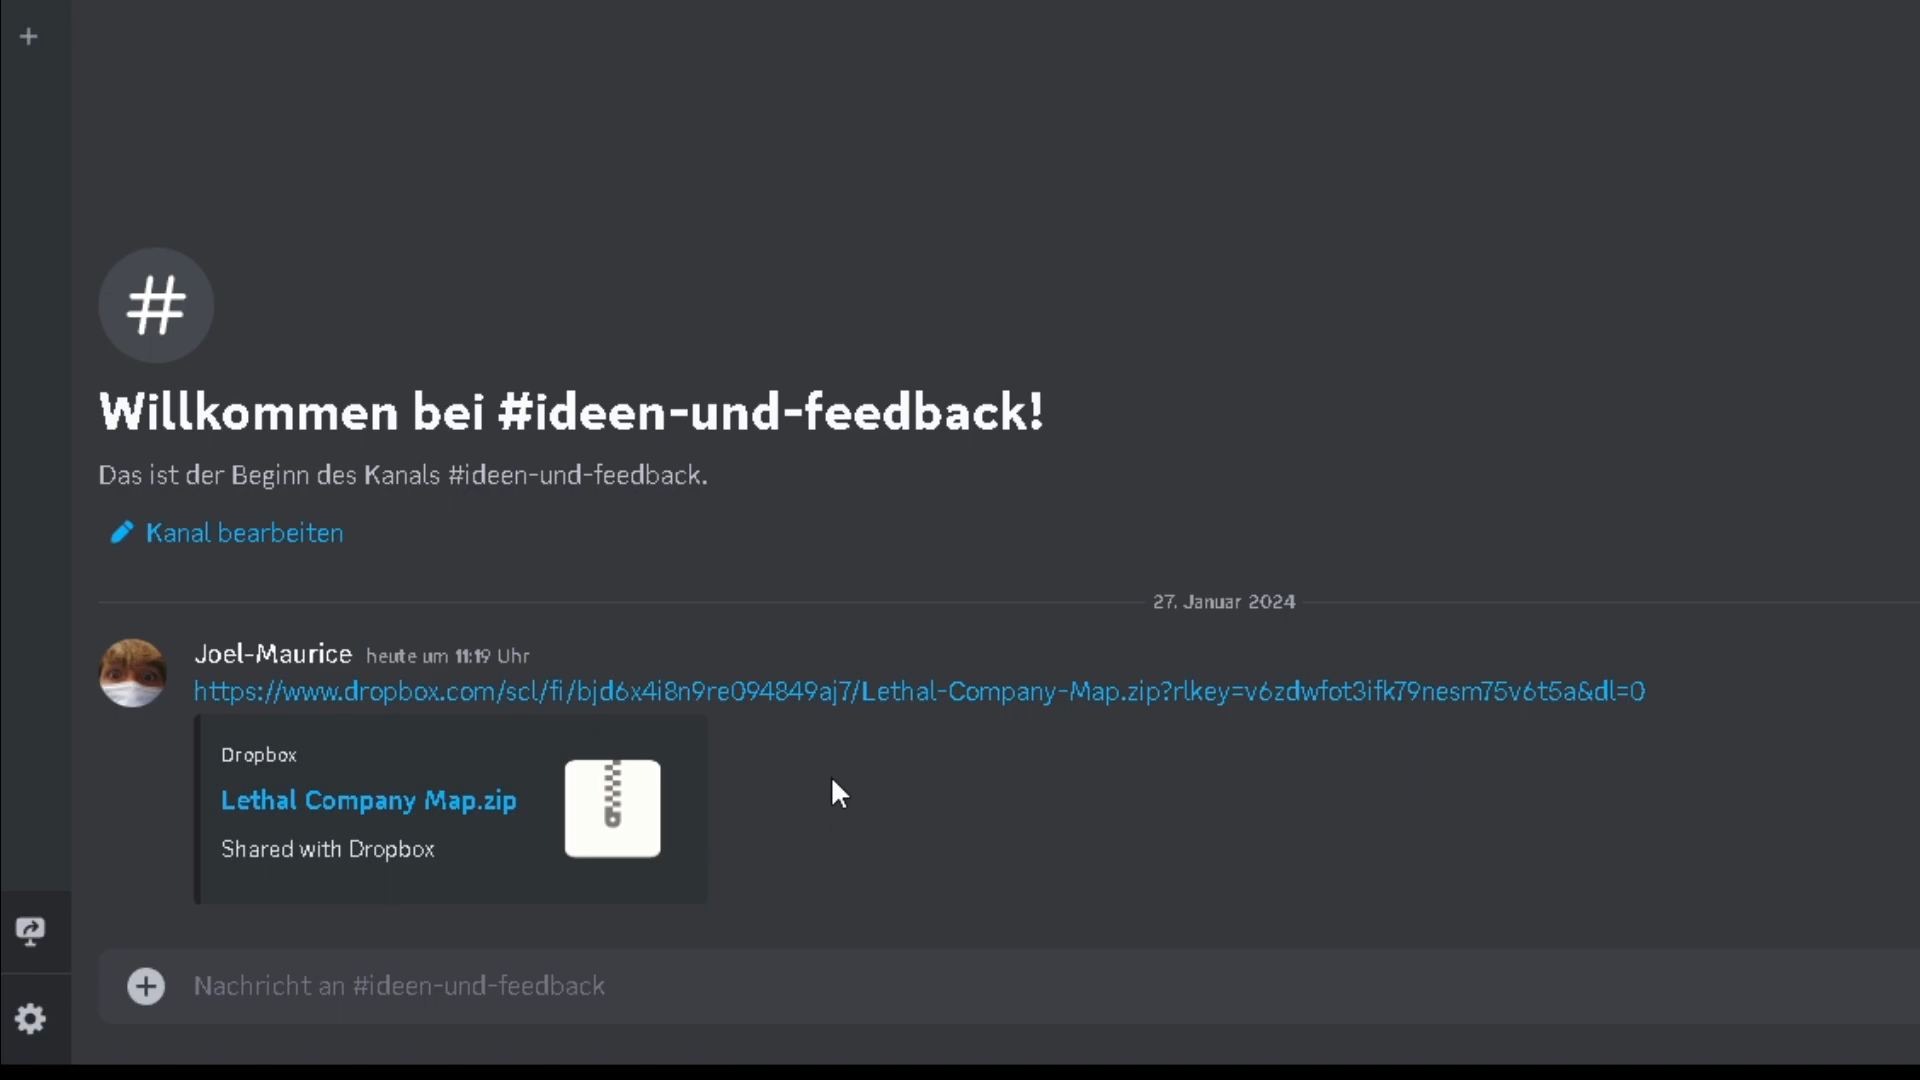 Willkommen bei #ideen-und-feedback!
Das ist der Beginn des Kanals #ideen-und-feedback.
Kanal bearbeiten
27. Januar 2024
Joel-Maurice heute um 11:19 Uhr
https://www.dropbox.com/scl/fi/bjd6x4i8n9re094849aj7/Lethal-Company-Map.zip?rlkey=v6zdwfot3ifk79nesm75v6t5a&dl=0
Dropbox
Lethal Company Map.zip
Shared with Dropbox
Nachricht an #ideen-und-feedback